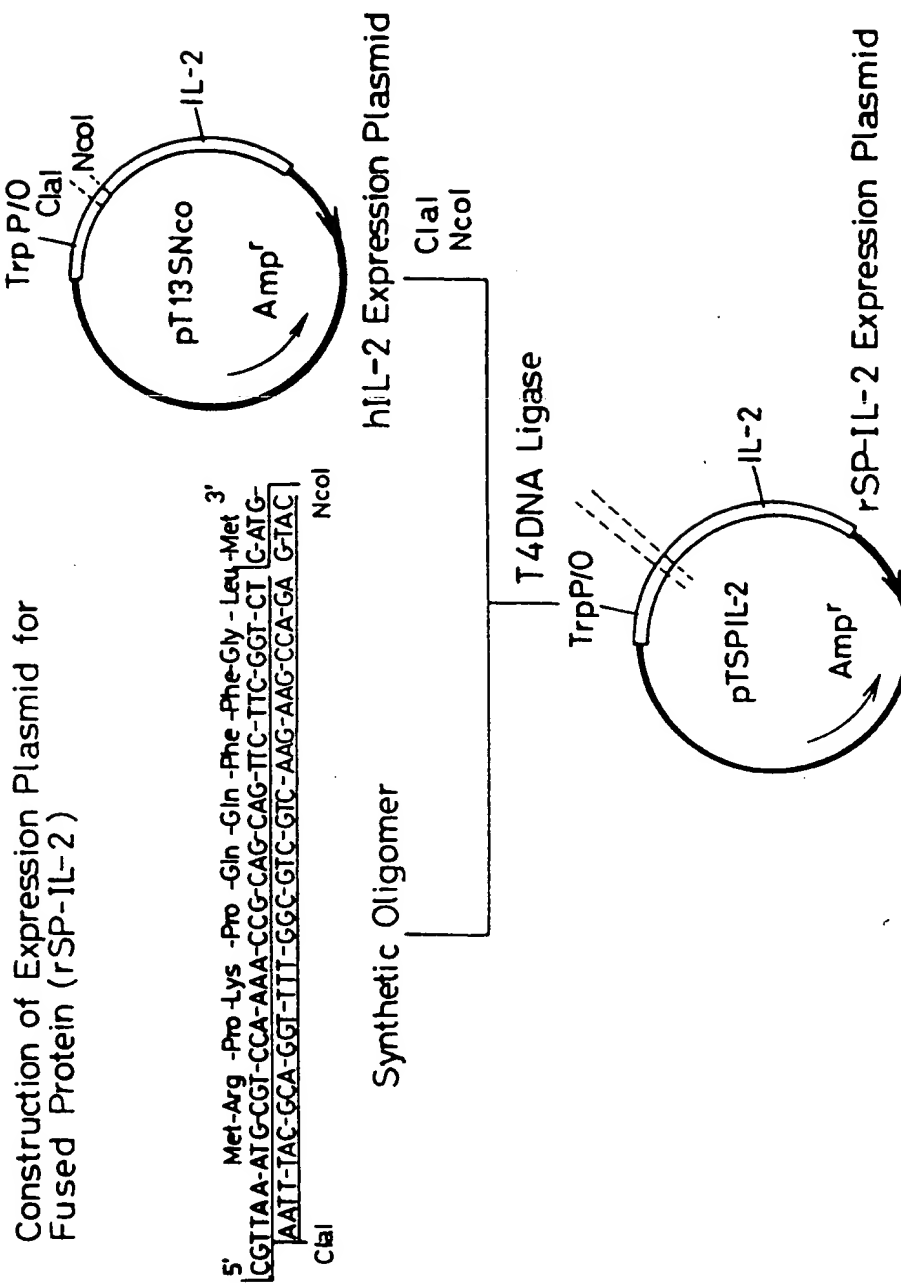 Construction of Expression Plasmid for
Fused Protein (rSP-IL-2)
5'
Met-Arg -Pro-Lys -Pro -Gln -Gln -Phe -Phe-Gly -Leu -Met
3'
CGTTAA-ATG-CGT-CCA-AAA-CCG-CAG-CAG-TTC-TTC-GGT-CT C-ATG-
AATT-TAC-GCA-GGT-TTT-GGC-GTC-GTC-AAG-AAG-CCA-GA G-TAC
ClaI
NcoI
Synthetic Oligomer
Trp P/O
ClaI
NcoI
IL-2
pT13SNco
Ampr
hIL-2 Expression Plasmid
ClaI
NcoI
T4DNA Ligase
TrpP/O
IL-2
pTSPIL-2
Ampr
rSP-IL-2 Expression Plasmid